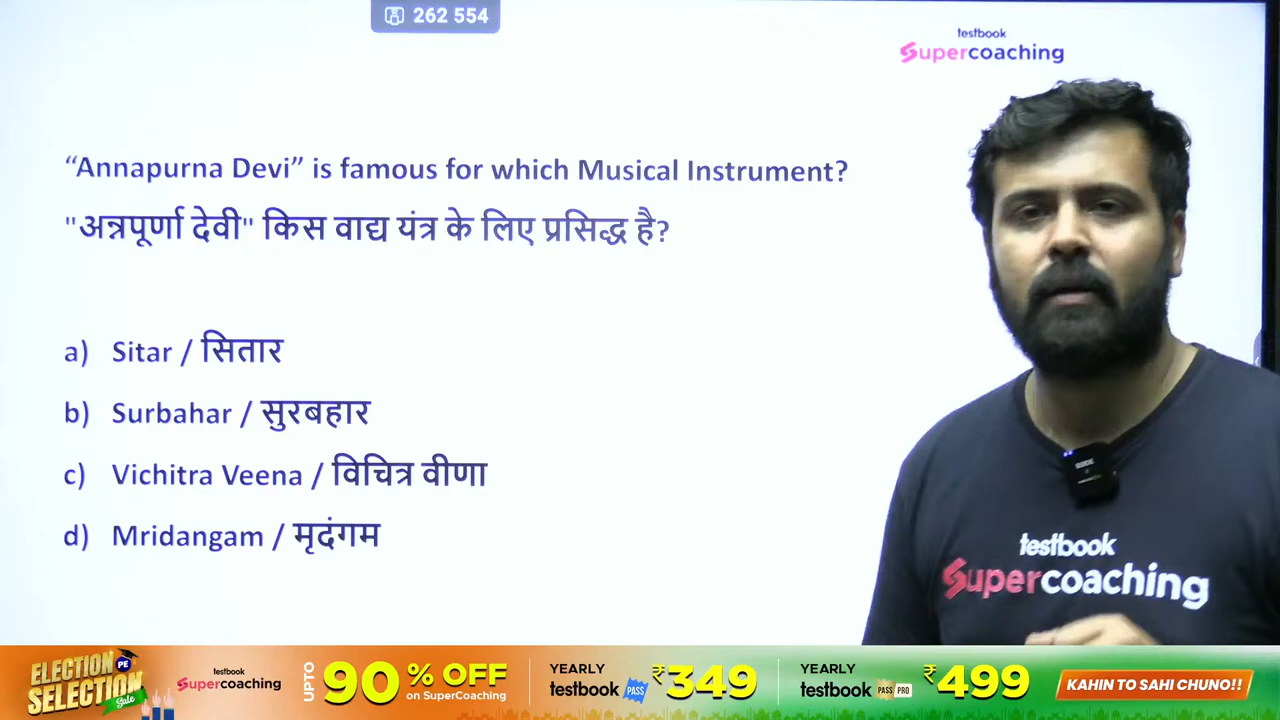 262 554
testbook
Supercoaching
“Annapurna Devi” is famous for which Musical Instrument?
"अन्नपूर्णा देवी" किस वाद्य यंत्र के लिए प्रसिद्ध है?
a) Sitar / सितार
b) Surbahar / सुरबहार
c) Vichitra Veena / विचित्र वीणा
d) Mridangam / मृदंगम
testbook
Supercoaching
ELECTION PE
SELECTION
Sale
testbook
Supercoaching
UPTO 90% OFF
on SuperCoaching
YEARLY
testbook PASS
₹349
YEARLY
testbook PASS PRO
₹499
KAHIN TO SAHI CHUNO!!